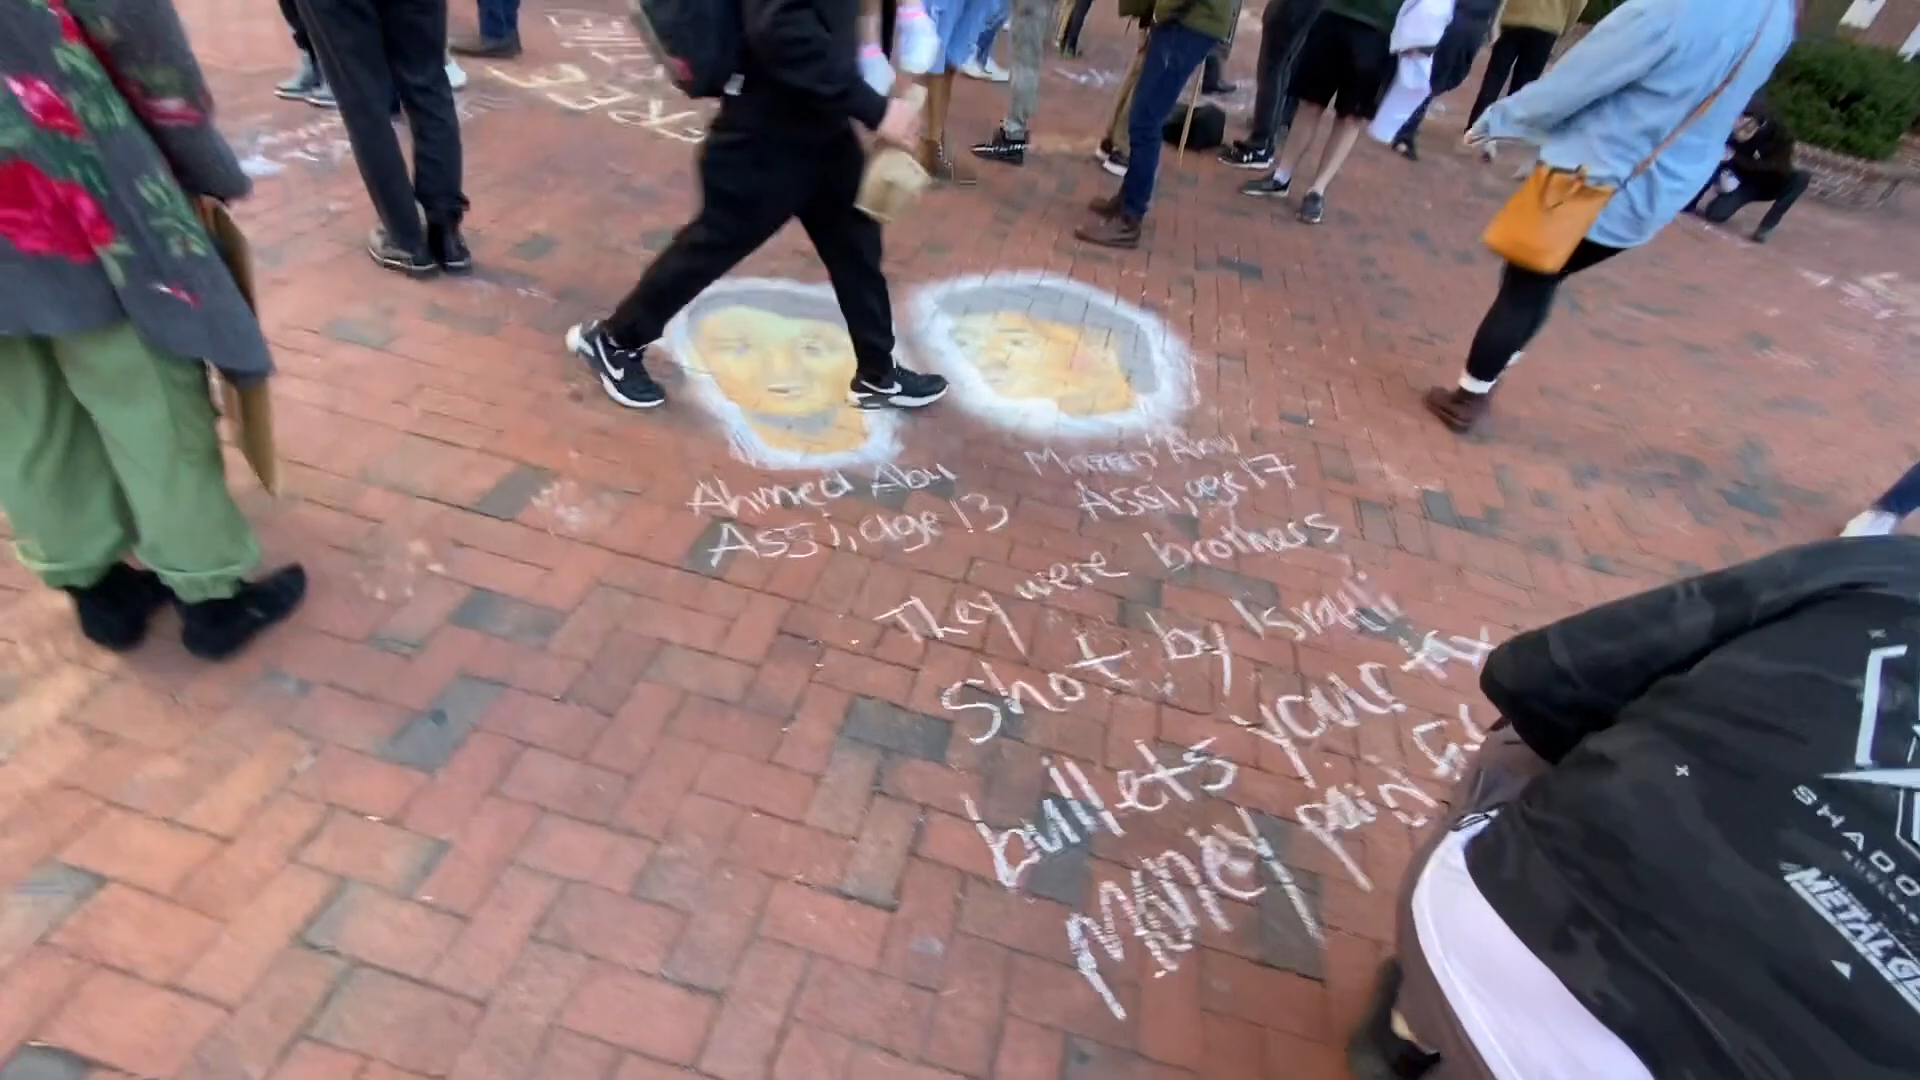 FREE
Ahmed Abu
Assi, age 13
Mazen Abu
Assi, age 17
They were brothers
Shot by Israeli
bullets your tax
money paid
SHADO
METAL GE